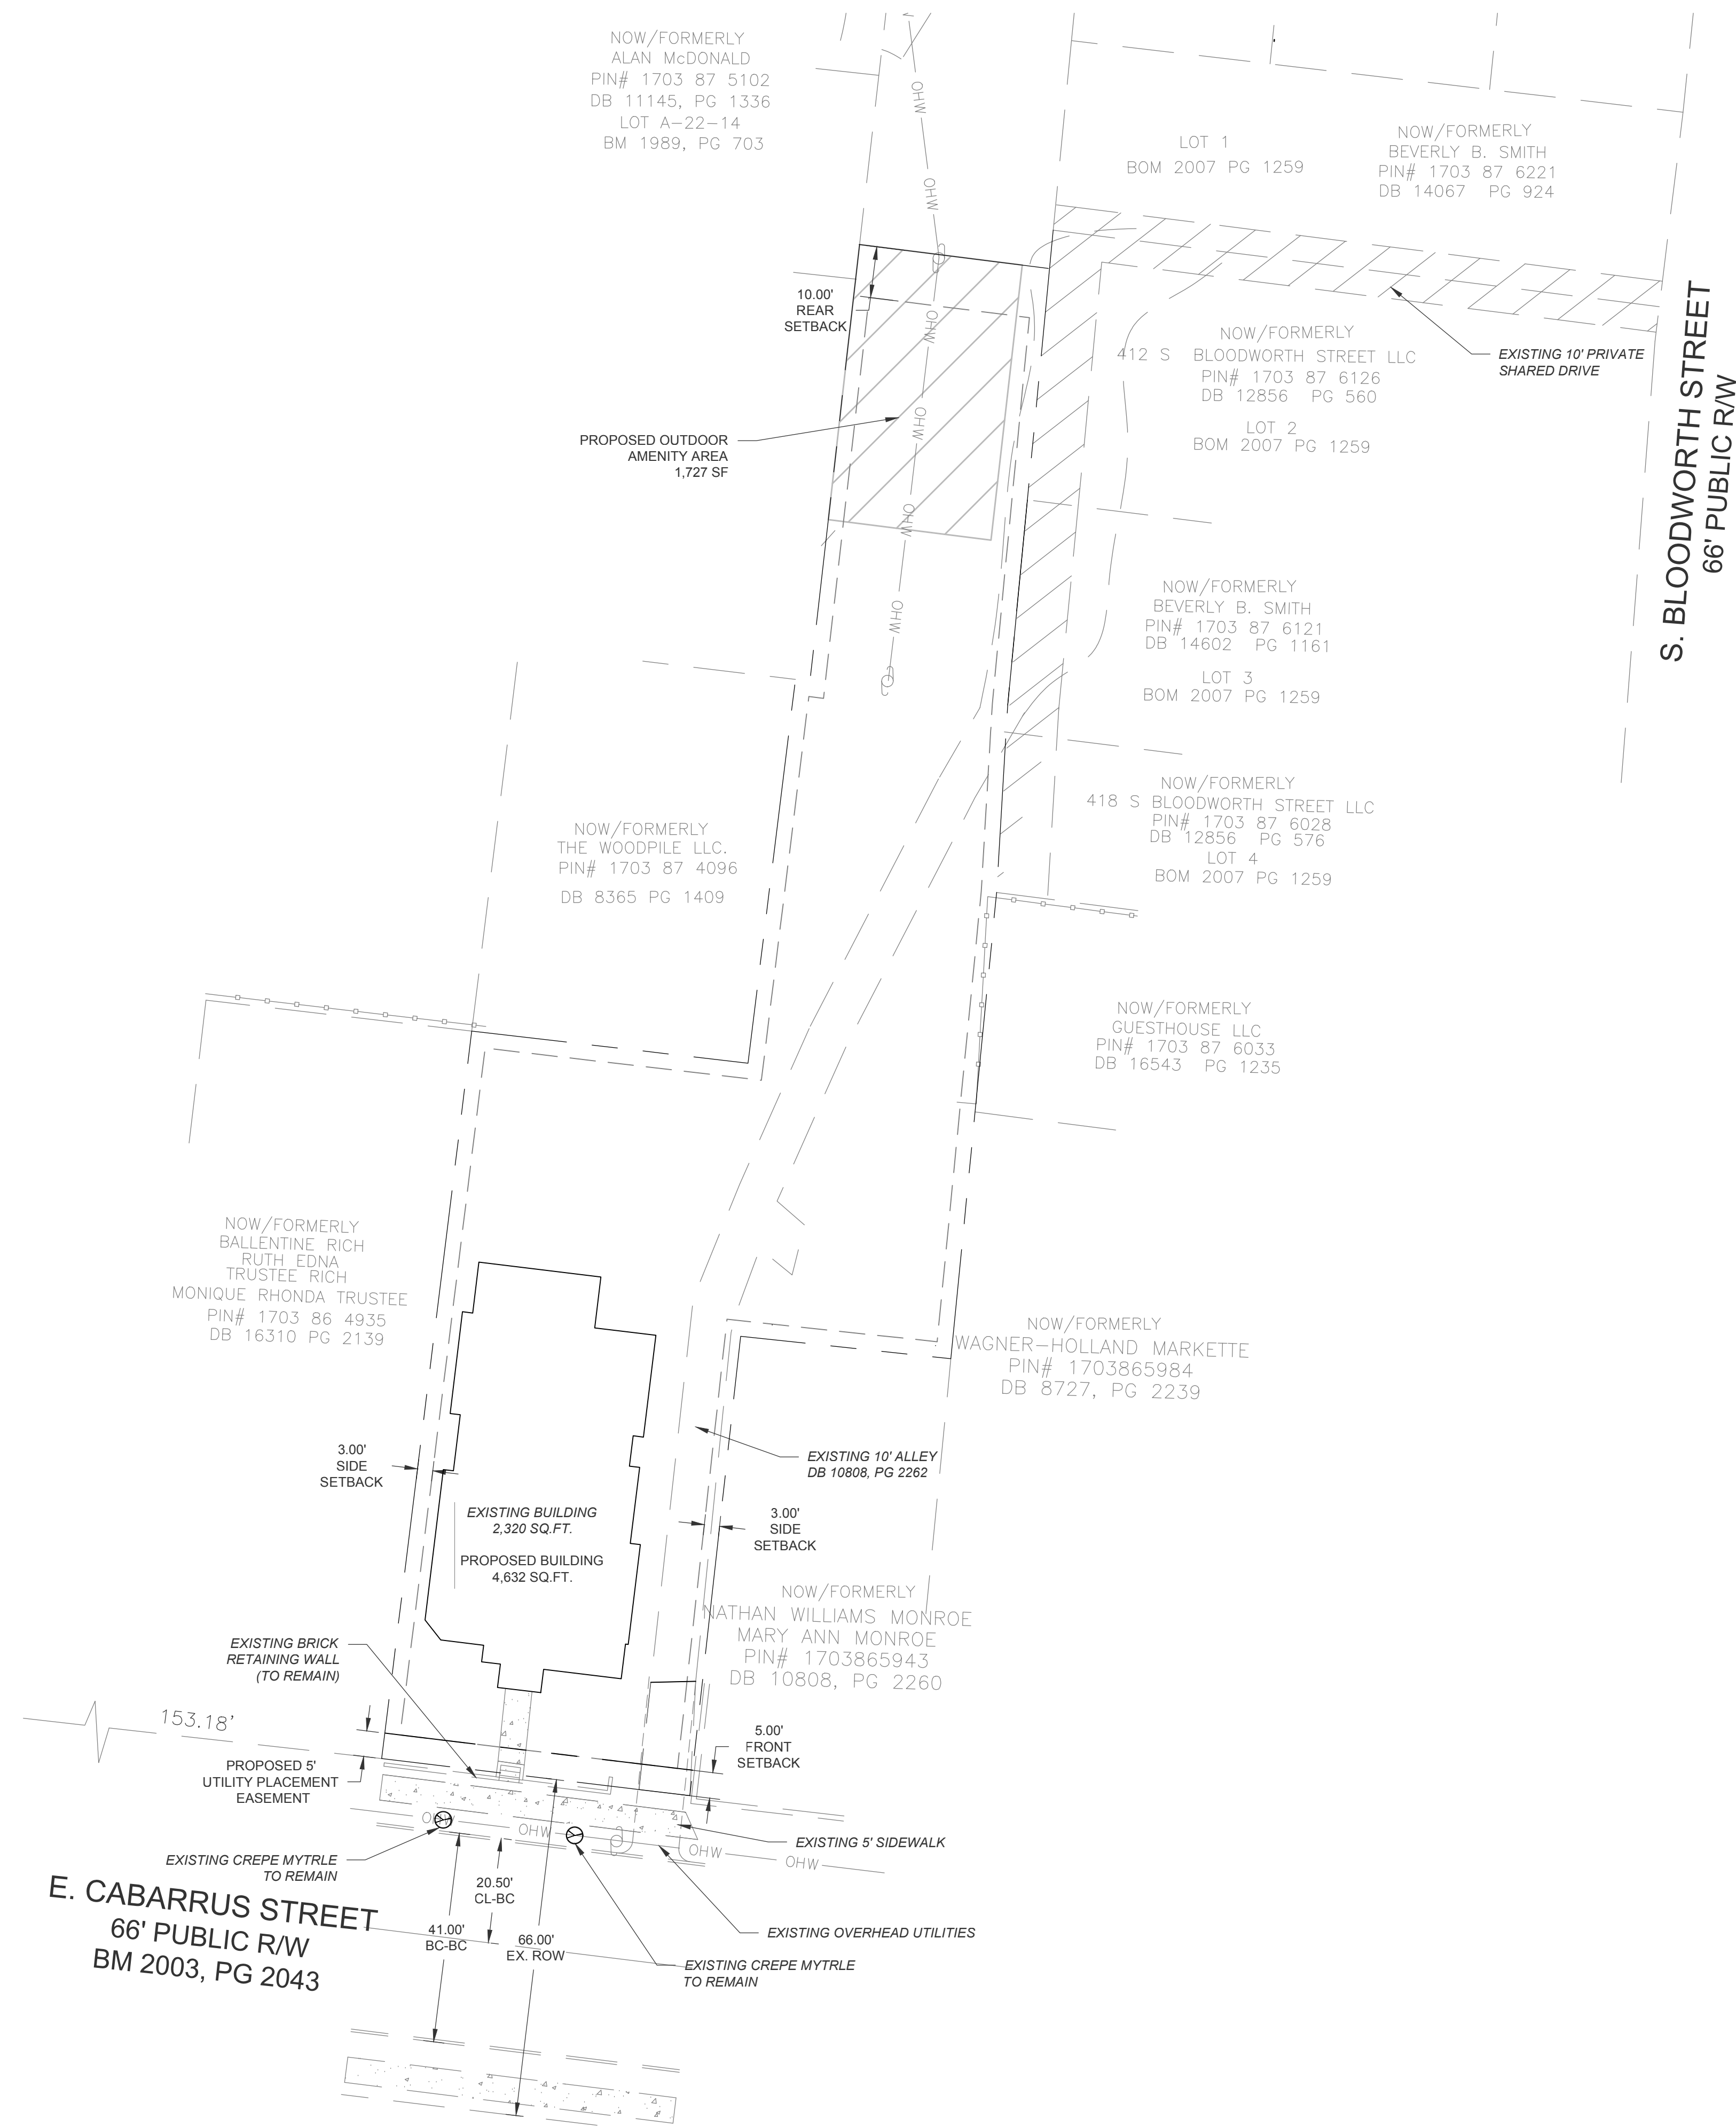 NOW/FORMERLY
ALAN McDONALD
PIN# 1703 87 5102
DB 11145, PG 1336
LOT A-22-14
BM 1989, PG 703
OHW
OHW
LOT 1
BOM 2007 PG 1259
NOW/FORMERLY
BEVERLY B. SMITH
PIN# 1703 87 6221
DB 14067 PG 924
10.00'
REAR
SETBACK
OHW
OHW
OHW
OHW
NOW/FORMERLY
412 S BLOODWORTH STREET LLC
PIN# 1703 87 6126
DB 12856 PG 560
LOT 2
BOM 2007 PG 1259
EXISTING 10' PRIVATE
SHARED DRIVE
S. BLOODWORTH STREET
66' PUBLIC R/W
PROPOSED OUTDOOR
AMENITY AREA
1,727 SF
NOW/FORMERLY
BEVERLY B. SMITH
PIN# 1703 87 6121
DB 14602 PG 1161
LOT 3
BOM 2007 PG 1259
NOW/FORMERLY
418 S BLOODWORTH STREET LLC
PIN# 1703 87 6028
DB 12856 PG 576
LOT 4
BOM 2007 PG 1259
NOW/FORMERLY
THE WOODPILE LLC.
PIN# 1703 87 4096
DB 8365 PG 1409
NOW/FORMERLY
GUESTHOUSE LLC
PIN# 1703 87 6033
DB 16543 PG 1235
NOW/FORMERLY
BALLENTINE RICH
RUTH EDNA
TRUSTEE RICH
MONIQUE RHONDA TRUSTEE
PIN# 1703 86 4935
DB 16310 PG 2139
NOW/FORMERLY
WAGNER-HOLLAND MARKETTE
PIN# 1703865984
DB 8727, PG 2239
3.00'
SIDE
SETBACK
EXISTING 10' ALLEY
DB 10808, PG 2262
EXISTING BUILDING
2,320 SQ.FT.
PROPOSED BUILDING
4,632 SQ.FT.
3.00'
SIDE
SETBACK
NOW/FORMERLY
NATHAN WILLIAMS MONROE
MARY ANN MONROE
PIN# 1703865943
DB 10808, PG 2260
EXISTING BRICK
RETAINING WALL
(TO REMAIN)
153.18'
5.00'
FRONT
SETBACK
PROPOSED 5'
UTILITY PLACEMENT
EASEMENT
OHW
OHW
OHW
OHW
EXISTING 5' SIDEWALK
EXISTING CREPE MYTRLE
TO REMAIN
E. CABARRUS STREET
66' PUBLIC R/W
BM 2003, PG 2043
20.50'
CL-BC
41.00'
BC-BC
66.00'
EX. ROW
EXISTING OVERHEAD UTILITIES
EXISTING CREPE MYTRLE
TO REMAIN